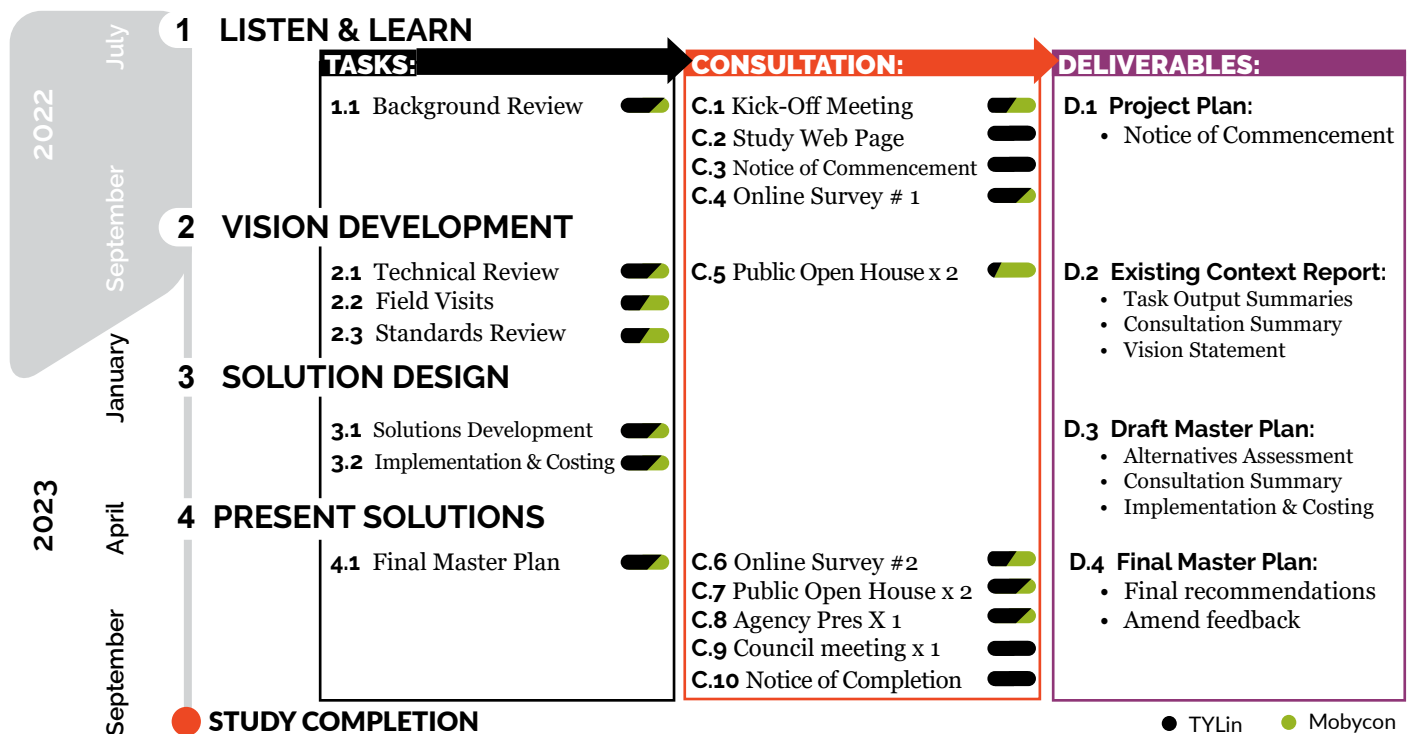 2022
July
September
2023
January
April
September
1 LISTEN & LEARN
TASKS:
CONSULTATION:
DELIVERABLES:
1.1 Background Review
C.1 Kick-Off Meeting
C.2 Study Web Page
C.3 Notice of Commencement
C.4 Online Survey # 1
D.1 Project Plan:
• Notice of Commencement
2 VISION DEVELOPMENT
2.1 Technical Review
2.2 Field Visits
2.3 Standards Review
C.5 Public Open House x 2
D.2 Existing Context Report:
• Task Output Summaries
• Consultation Summary
• Vision Statement
3 SOLUTION DESIGN
3.1 Solutions Development
3.2 Implementation & Costing
D.3 Draft Master Plan:
• Alternatives Assessment
• Consultation Summary
• Implementation & Costing
4 PRESENT SOLUTIONS
4.1 Final Master Plan
C.6 Online Survey #2
C.7 Public Open House x 2
C.8 Agency Pres X 1
C.9 Council meeting x 1
C.10 Notice of Completion
D.4 Final Master Plan:
• Final recommendations
• Amend feedback
STUDY COMPLETION
TYLin
Mobycon